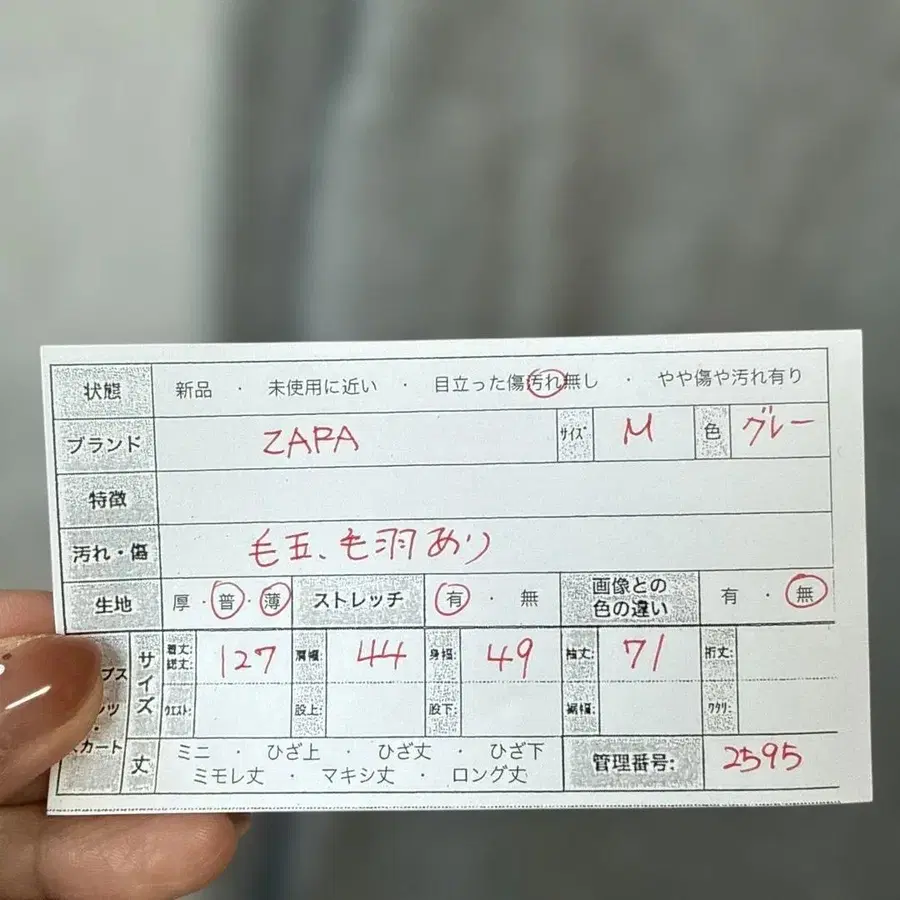 状態 新品 ・ 未使用に近い ・ 目立った傷汚れ無し ・ やや傷や汚れ有り
ブランド ZARA サイズ M 色 グレー
特徴
汚れ・傷 毛玉、毛羽あり
生地 厚・普・薄 ストレッチ 有 ・ 無 画像との色の違い 有 ・ 無
サイズ 着丈: 総丈: 127 肩幅: 44 身幅: 49 袖丈: 71 裄丈:
ウエスト: 股上: 股下: 裾幅: ワタリ:
丈 ミニ ・ ひざ上 ・ ひざ丈 ・ ひざ下
ミモレ丈 ・ マキシ丈 ・ ロング丈 管理番号: 2595